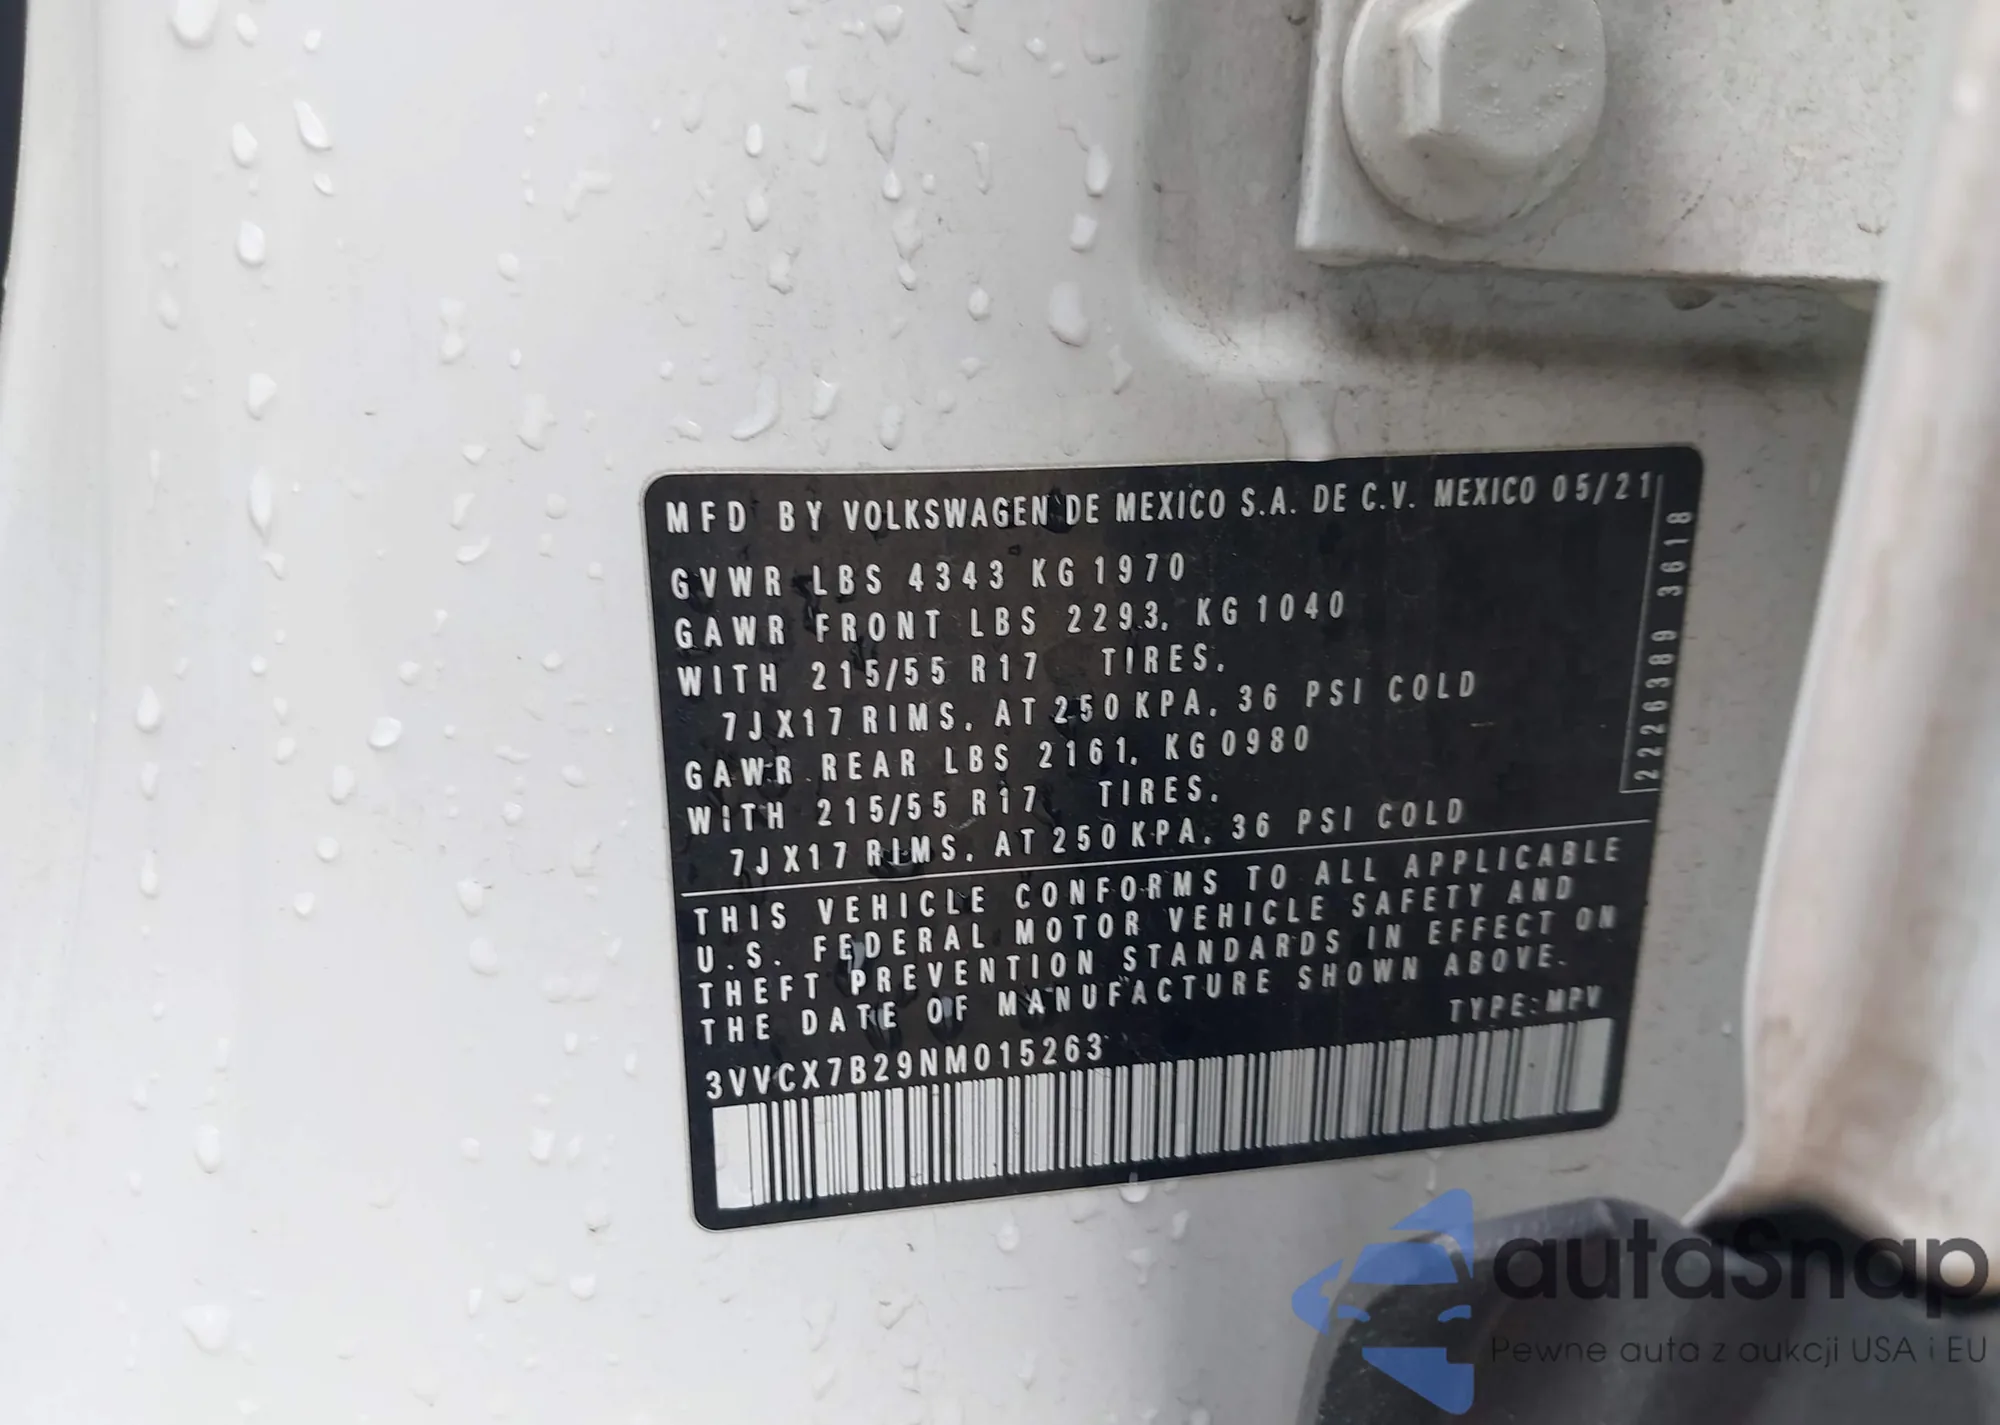 MFD BY VOLKSWAGEN DE MEXICO S.A. DE C.V. MEXICO 05/21
GVWR LBS 4343 KG 1970
GAWR FRONT LBS 2293, KG 1040
WITH 215/55 R17 TIRES,
7JX17 RIMS, AT 250 KPA, 36 PSI COLD
GAWR REAR LBS 2161, KG 0980
WITH 215/55 R17 TIRES,
7JX17 RIMS, AT 250 KPA, 36 PSI COLD
2226389 3618
THIS VEHICLE CONFORMS TO ALL APPLICABLE
U.S. FEDERAL MOTOR VEHICLE SAFETY AND
THEFT PREVENTION STANDARDS IN EFFECT ON
THE DATE OF MANUFACTURE SHOWN ABOVE.
3VVCX7B29NM015263 TYPE: MPV
autaSnap
Pewne auta z aukcji USA i EU